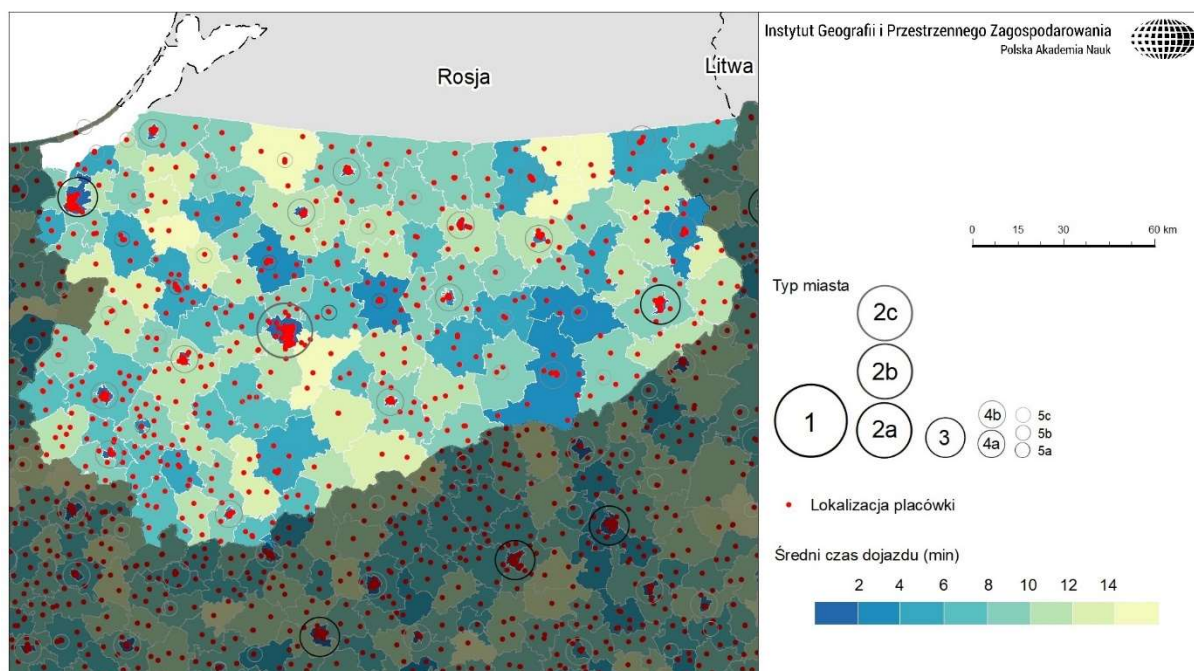 Rosja
Litwa
Instytut Geografii i Przestrzennego Zagospodarowania
Polska Akademia Nauk
0 15 30 60 km
Typ miasta
2c
2b
1
2a
3
4b
4a
5c
5b
5a
Lokalizacja placówki
Średni czas dojazdu (min)
2 4 6 8 10 12 14